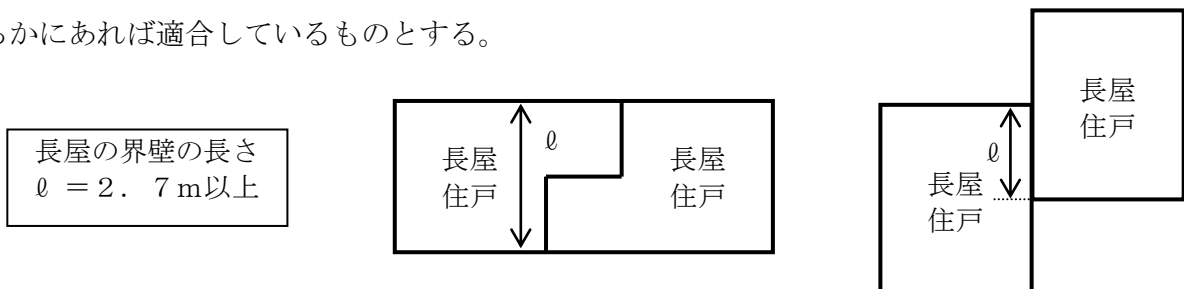 らかにあれば適合しているものとする。
長屋の界壁の長さ
ℓ ＝２．７ｍ以上
長屋
住戸
ℓ
長屋
住戸
長屋
住戸
ℓ
長屋
住戸